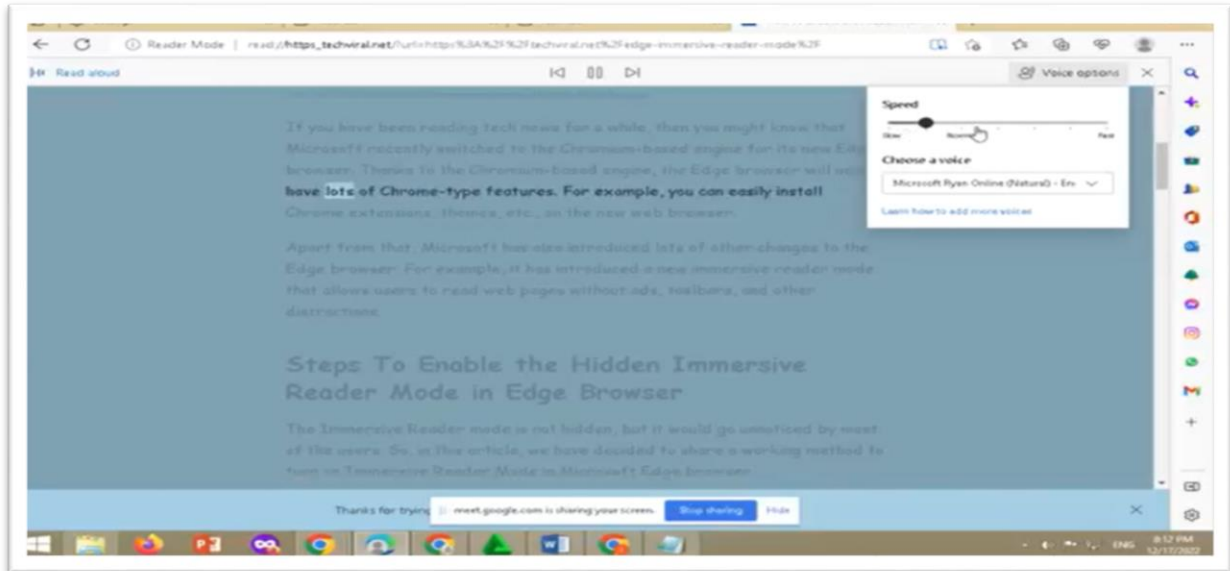 Reader Mode | read://https_techviral.net/?url=https%3A%2F%2Ftechviral.net%2Fedge-immersive-reader-mode%2F
Read aloud
Voice options
Speed
Slow Normal Fast
Choose a voice
Microsoft Ryan Online (Natural) - En
Learn how to add more voices
If you have been reading tech news for a while, then you might know that
Microsoft recently switched to the Chromium-based engine for its new Edge
browser. Thanks to the Chromium-based engine, the Edge browser will now
have lots of Chrome-type features. For example, you can easily install
Chrome extensions, themes, etc., on the new web browser.
Apart from that, Microsoft has also introduced lots of other changes to the
Edge browser. For example, it has introduced a new immersive reader mode
that allows users to read web pages without ads, toolbars, and other
distractions.
Steps To Enable the Hidden Immersive
Reader Mode in Edge Browser
The Immersive Reader mode is not hidden, but it would go unnoticed by most
of the users. So, in this article, we have decided to share a working method to
turn on Immersive Reader Mode in Microsoft Edge browser.
Thanks for trying
meet.google.com is sharing your screen. Stop sharing Hide
ENG
8:12 PM
12/17/2022